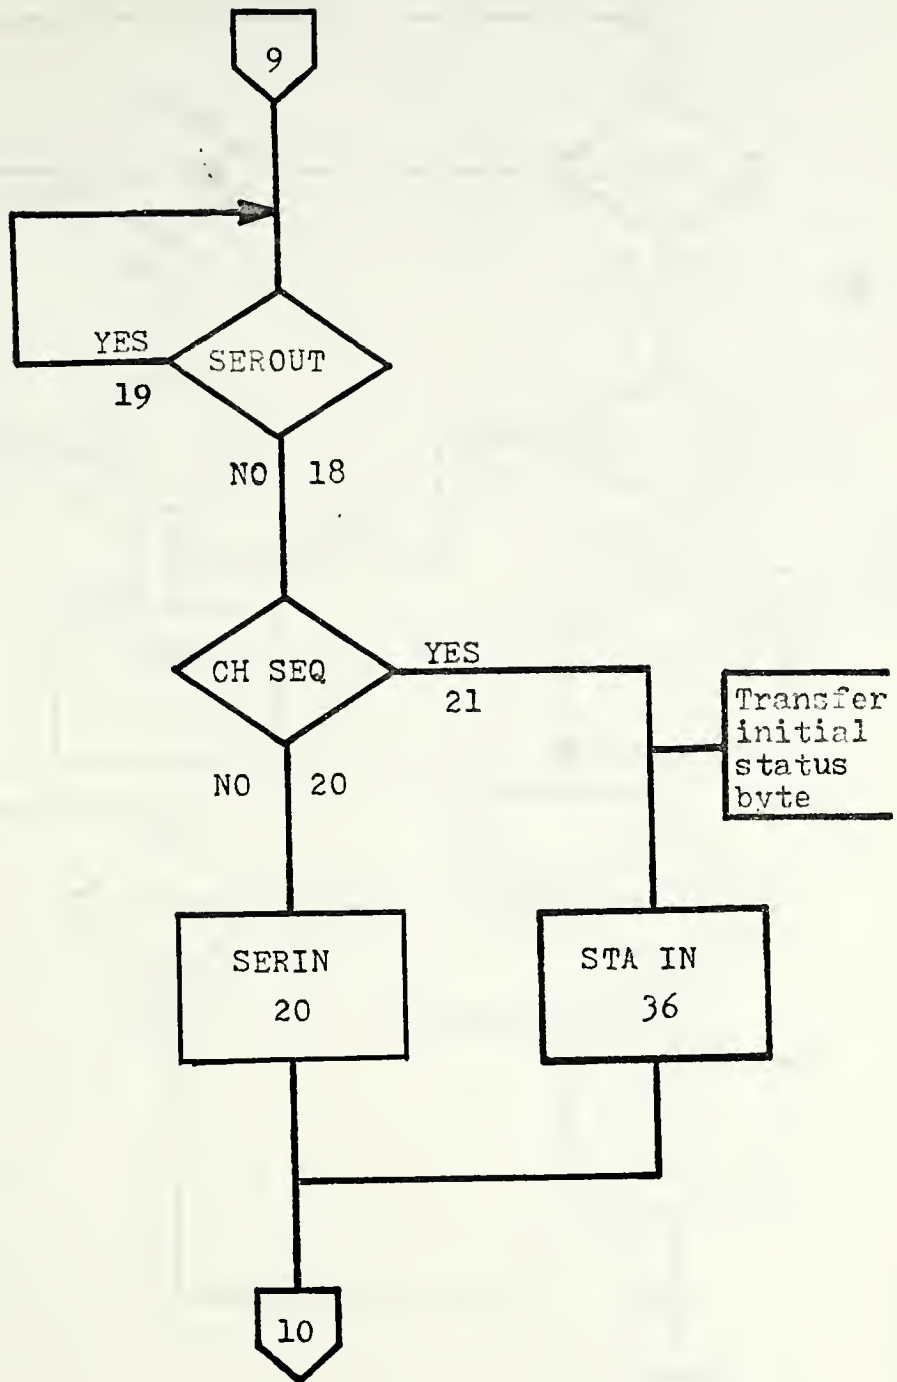 9
YES
SEROUT
19
NO 18
CH SEQ
YES
21
Transfer
initial
status
byte
NO 20
SERIN
20
STA IN
36
10